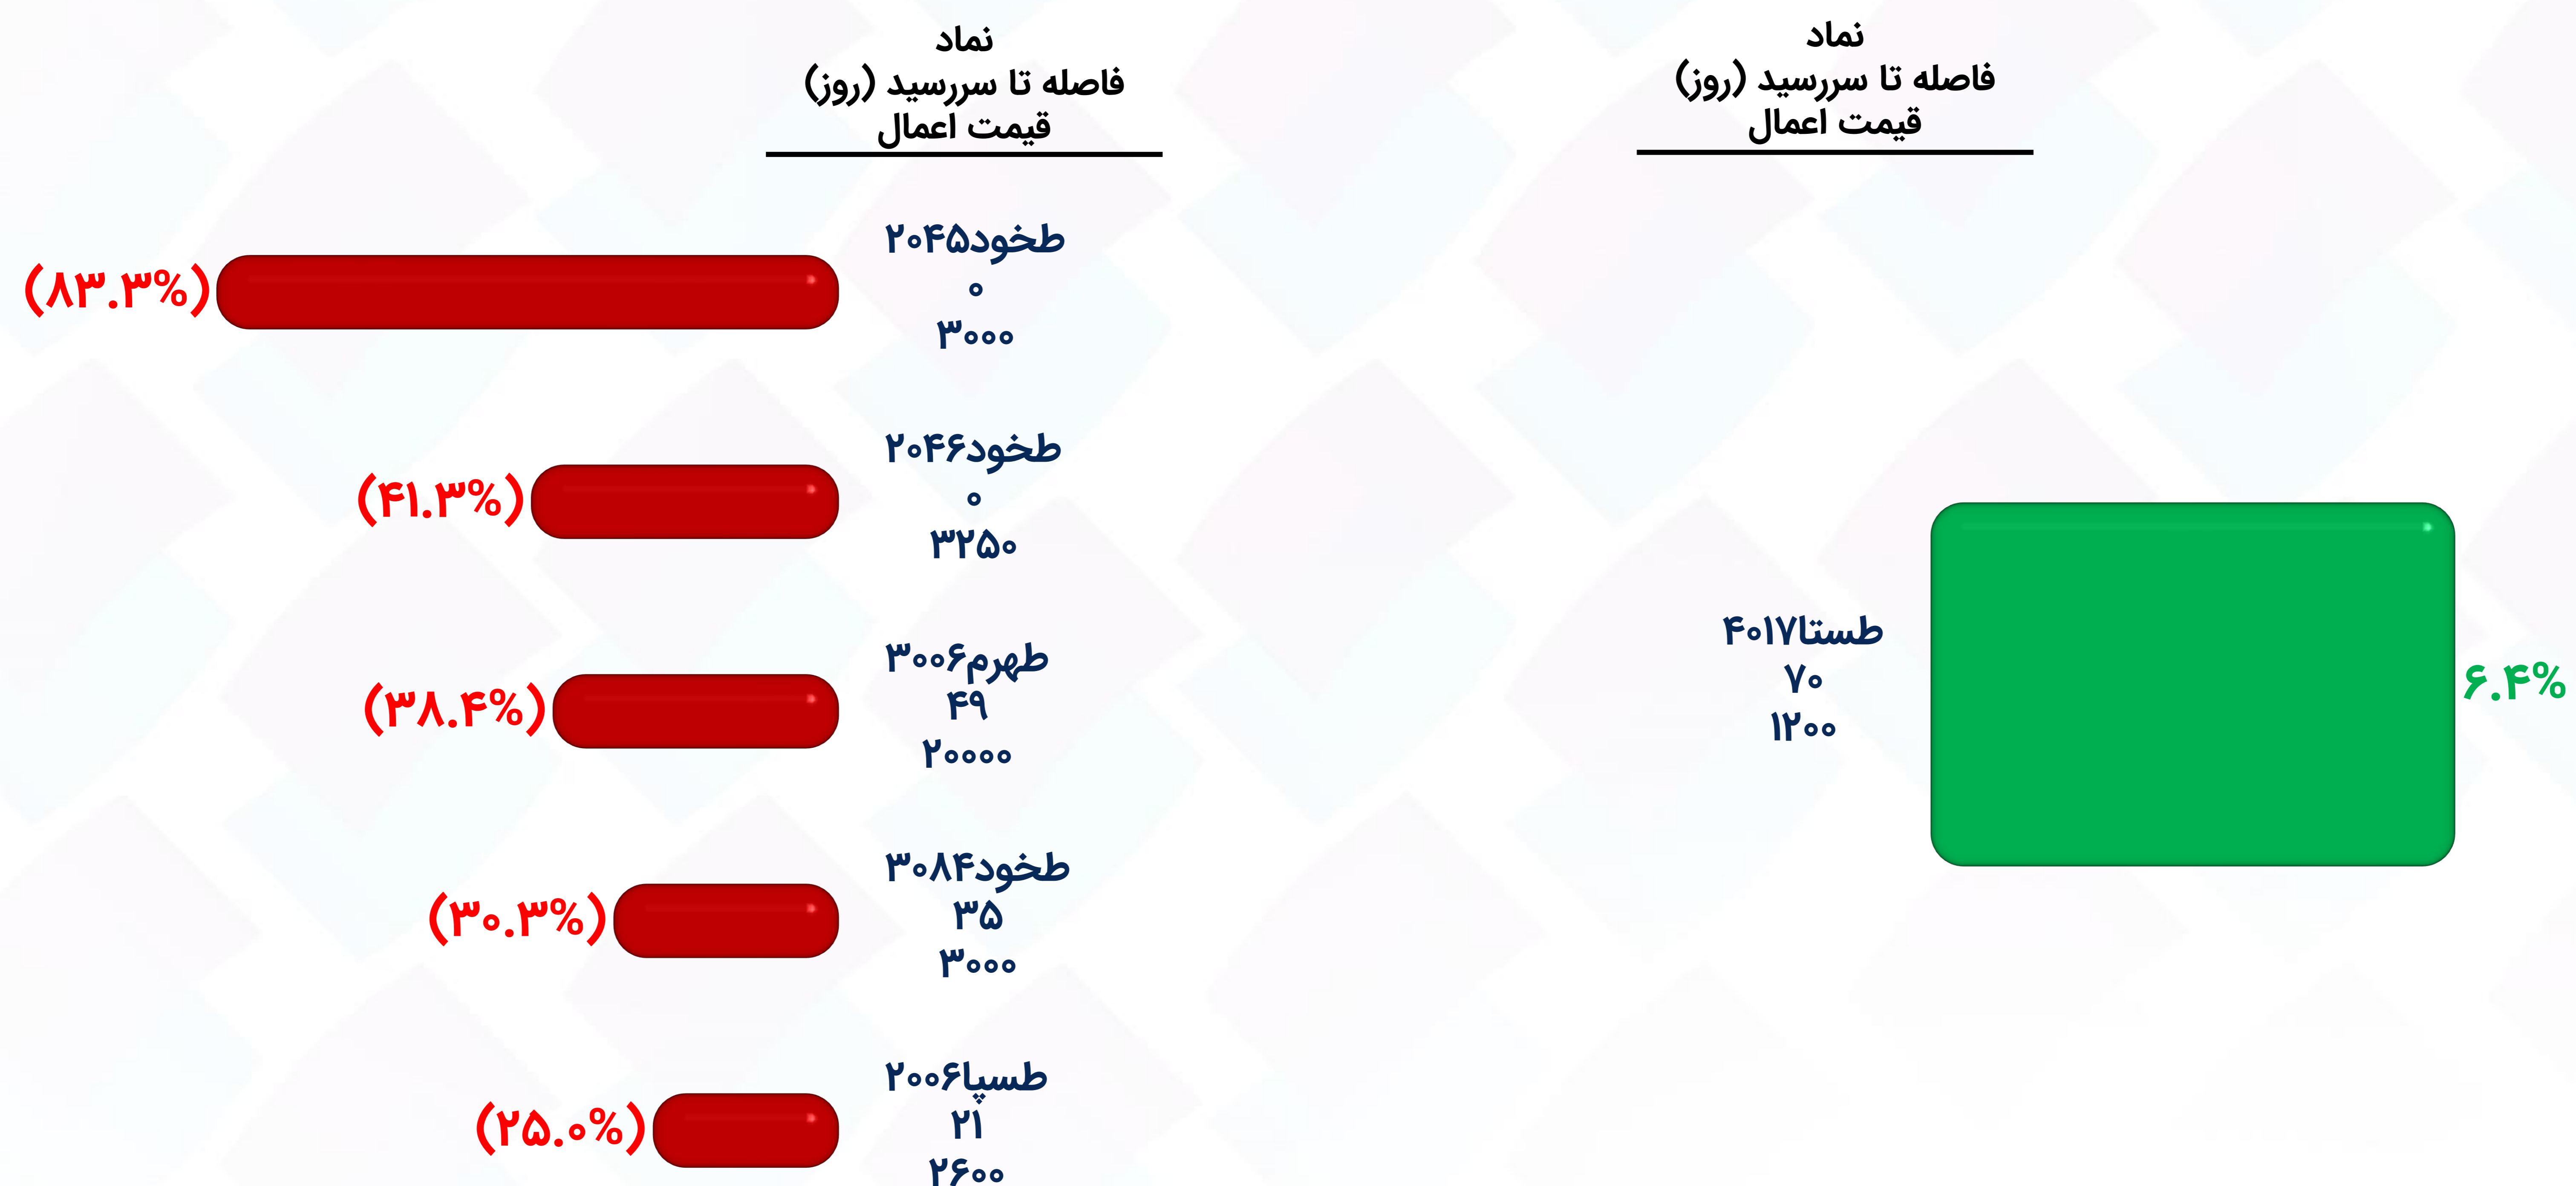 نماد
فاصله تا سررسید (روز)
قیمت اعمال
طستا۴۰۱۷
۷۰
۱۲۰۰
۶.۴%
نماد
فاصله تا سررسید (روز)
قیمت اعمال
طخود۲۰۴۵
۰
۳۰۰۰
(۸۳.۳%)
طخود۲۰۴۶
۰
۳۲۵۰
(۴۱.۳%)
طهرم۳۰۰۶
۴۹
۲۰۰۰۰
(۳۸.۴%)
طخود۳۰۸۴
۳۵
۳۰۰۰
(۳۰.۳%)
طسپا۲۰۰۶
۲۱
۲۶۰۰
(۲۵.۰%)